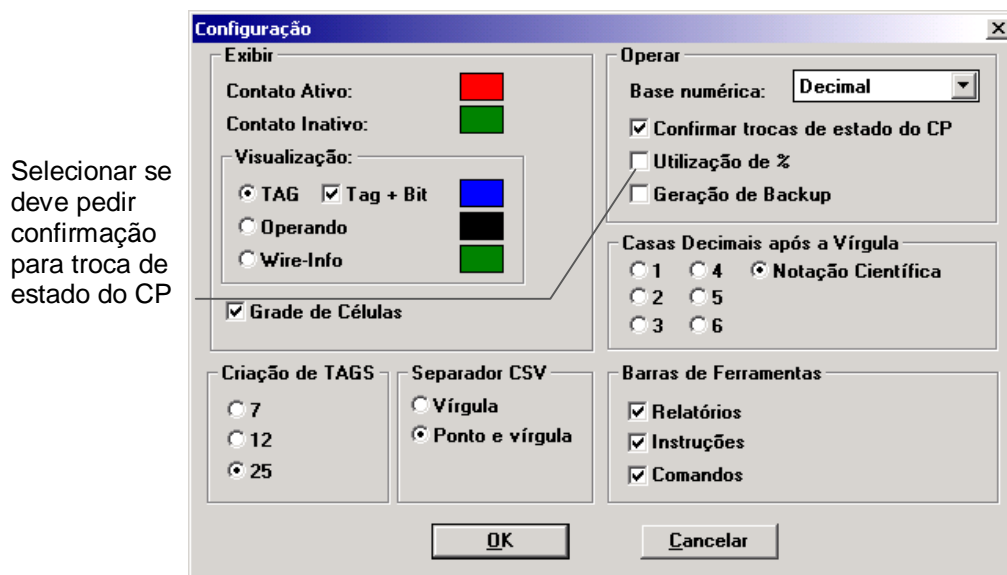 Selecionar se
deve pedir
confirmação
para troca de
estado do CP
Configuração
Exibir
Contato Ativo:
Contato Inativo:
Visualização:
TAG Tag + Bit
Operando
Wire-Info
Grade de Células
Operar
Base numérica: Decimal
Confirmar trocas de estado do CP
Utilização de %
Geração de Backup
Casas Decimais após a Vírgula
1 4 Notação Científica
2 5
3 6
Criação de TAGS
7
12
25
Separador CSV
Vírgula
Ponto e vírgula
Barras de Ferramentas
Relatórios
Instruções
Comandos
OK Cancelar